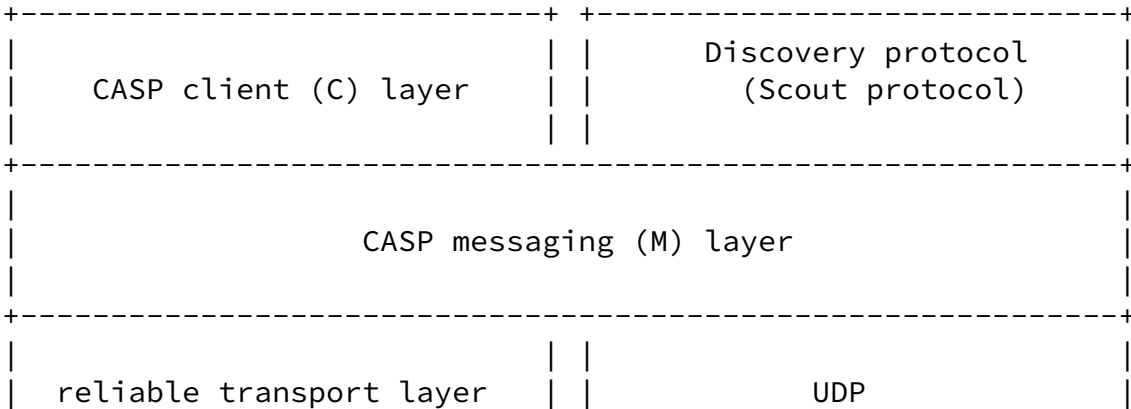 Discovery protocol
CASP client (C) layer (Scout protocol)
CASP messaging (M) layer
reliable transport layer UDP